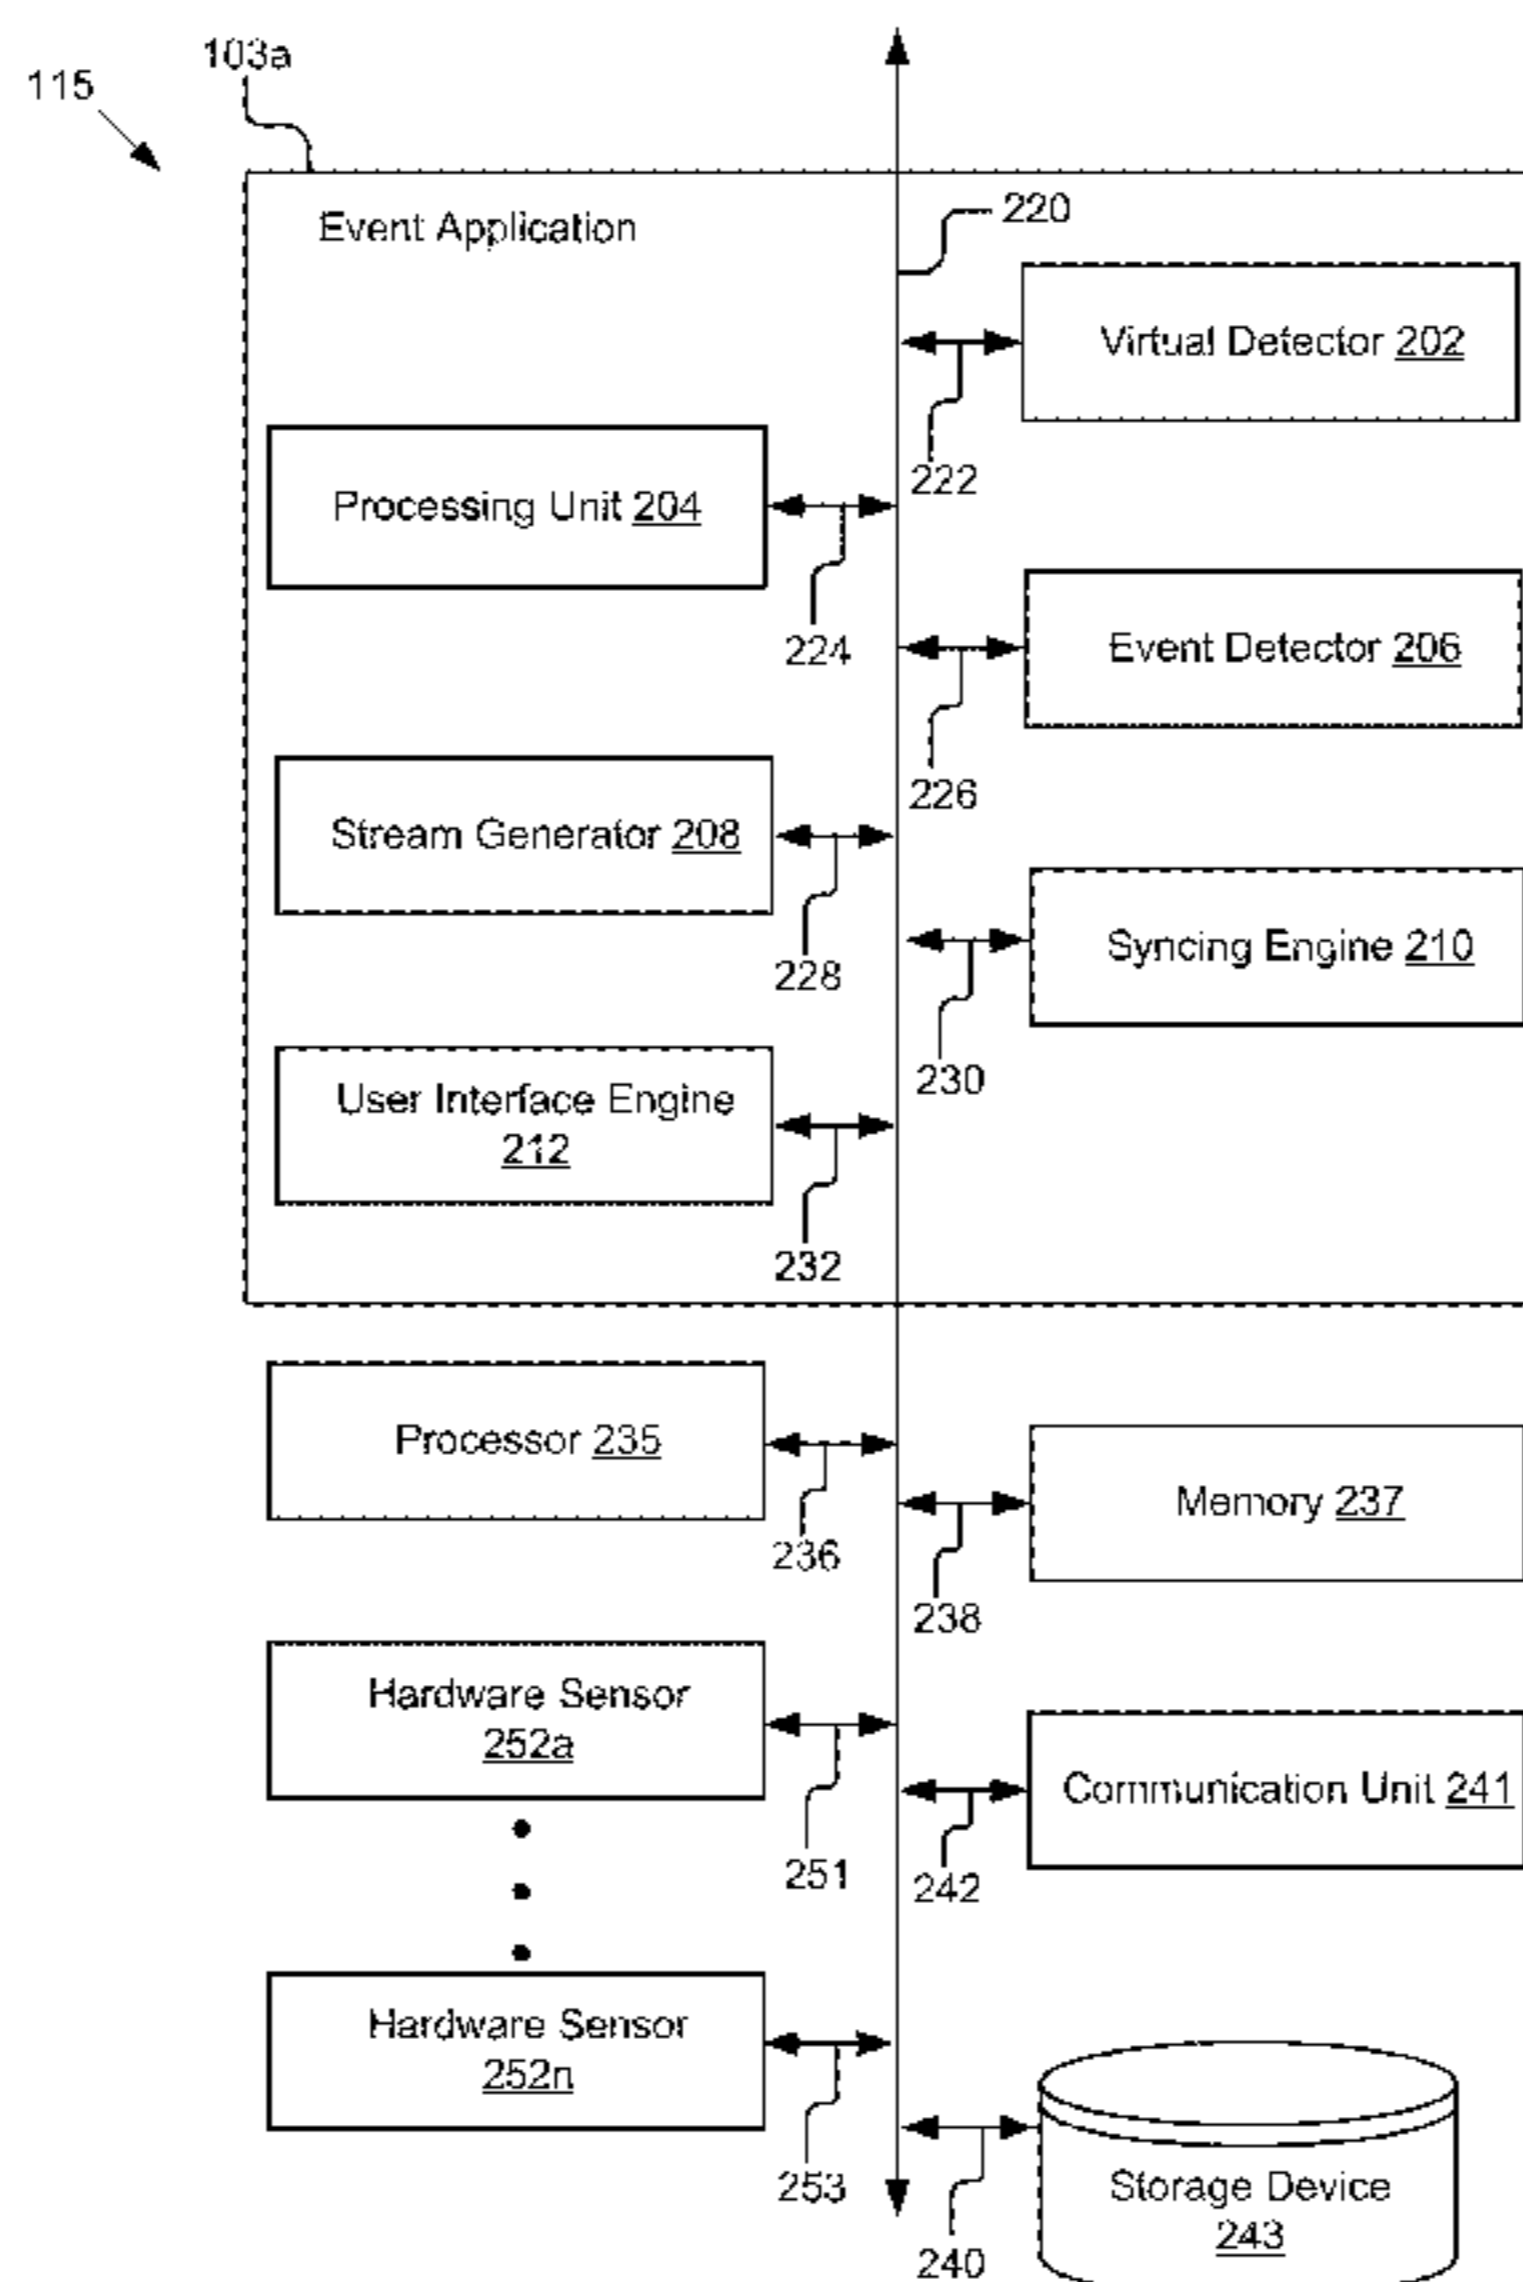 103a
115
Event Application
220
Virtual Detector 202
222
Processing Unit 204
224
Event Detector 206
226
Stream Generator 208
228
Syncing Engine 210
230
User Interface Engine
212
232
Processor 235
236
Memory 237
238
Hardware Sensor
252a
251
Communication Unit 241
242
Hardware Sensor
252n
253
Storage Device
243
240